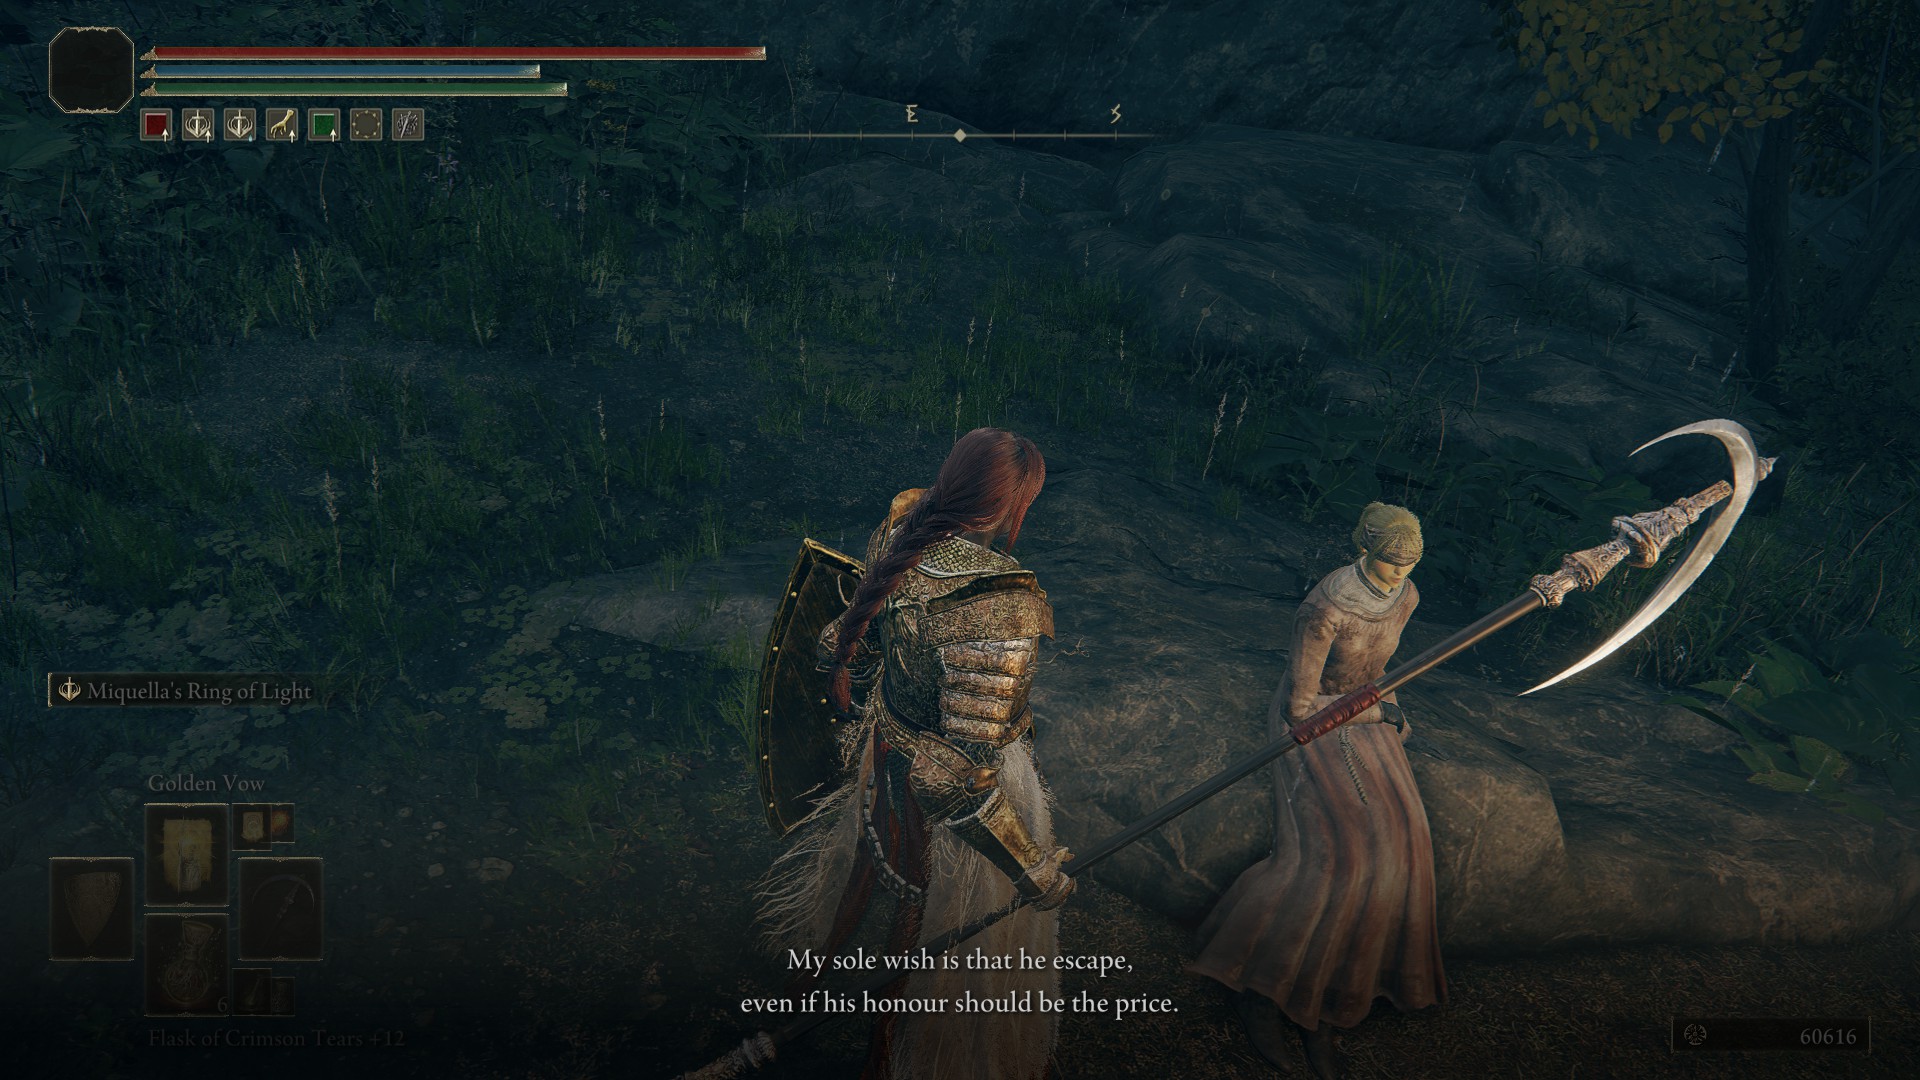 E
S
Miquella's Ring of Light
Golden Vow
6
Flask of Crimson Tears +12
My sole wish is that he escape,
even if his honour should be the price.
60616